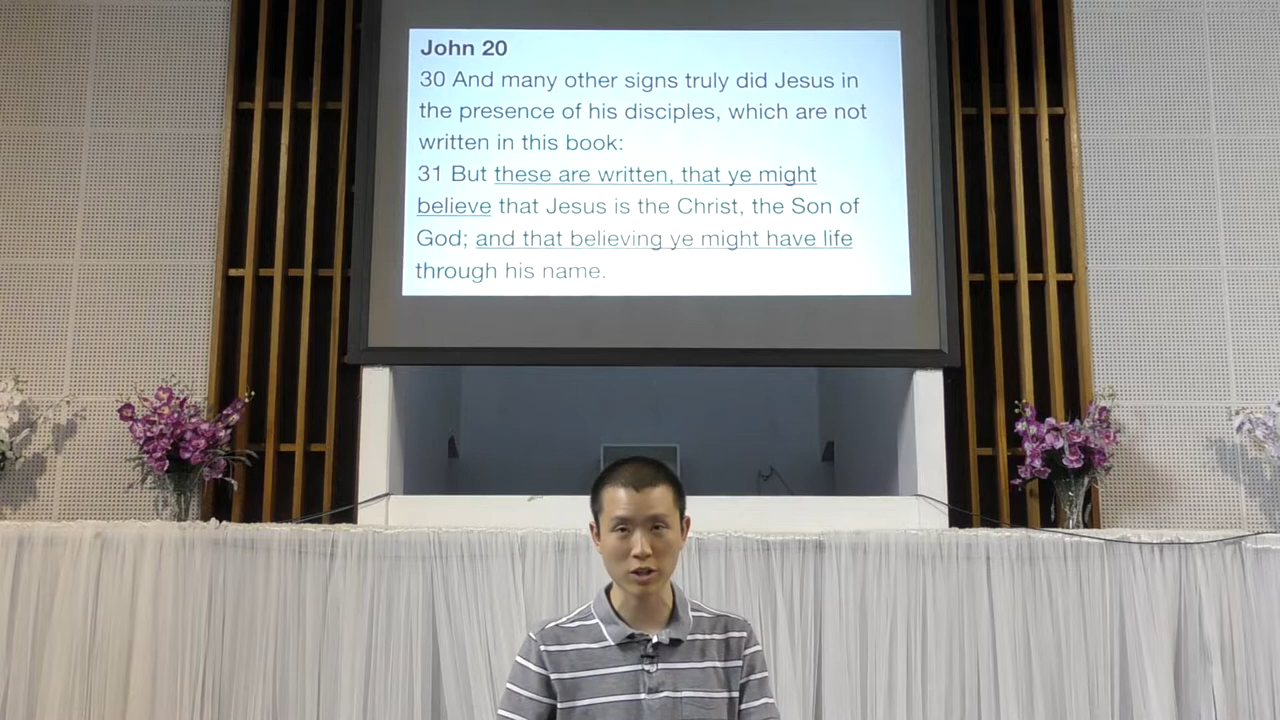 John 20
30 And many other signs truly did Jesus in
the presence of his disciples, which are not
written in this book:
31 But these are written, that ye might
believe that Jesus is the Christ, the Son of
God; and that believing ye might have life
through his name.